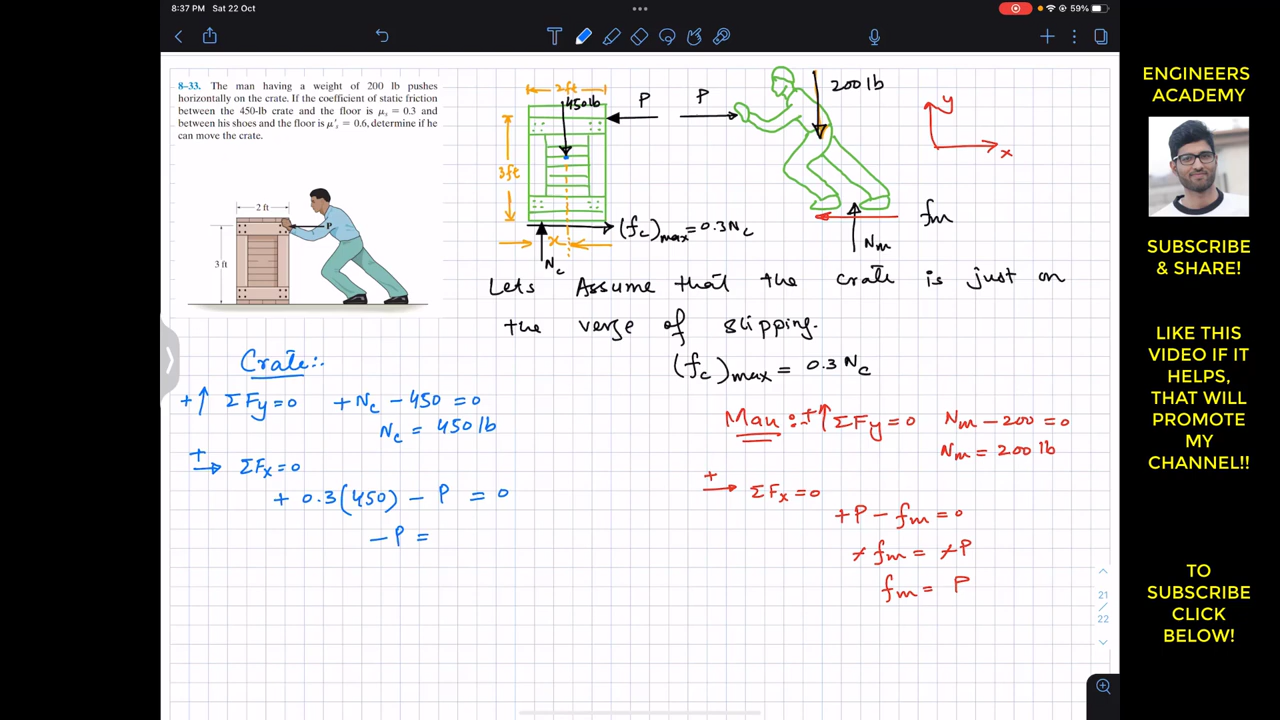 8:37 PM Sat 22 Oct
59%
8–33. The man having a weight of 200 lb pushes
horizontally on the crate. If the coefficient of static friction
between the 450-lb crate and the floor is μs = 0.3 and
between his shoes and the floor is μ's = 0.6, determine if he
can move the crate.
2 ft
P
3 ft
2ft
450lb
3ft
P
P
200 lb
y
x
(fc)max = 0.3Nc
x
Nc
fm
Nm
Lets Assume that the crate is just on
the verge of slipping.
(fc)max = 0.3 Nc
Crate:.
+↑ ΣFy=0 +Nc − 450 = 0
Nc = 450 lb
+→ ΣFx=0
+ 0.3(450) − P = 0
−P =
Man :. +↑ ΣFy=0 Nm − 200 = 0
Nm = 200 lb
+→ ΣFx=0
+P − fm = 0
− fm = − P
fm = P
21
/
22
ENGINEERS
ACADEMY
SUBSCRIBE
& SHARE!
LIKE THIS
VIDEO IF IT
HELPS,
THAT WILL
PROMOTE
MY
CHANNEL!!
TO
SUBSCRIBE
CLICK
BELOW!